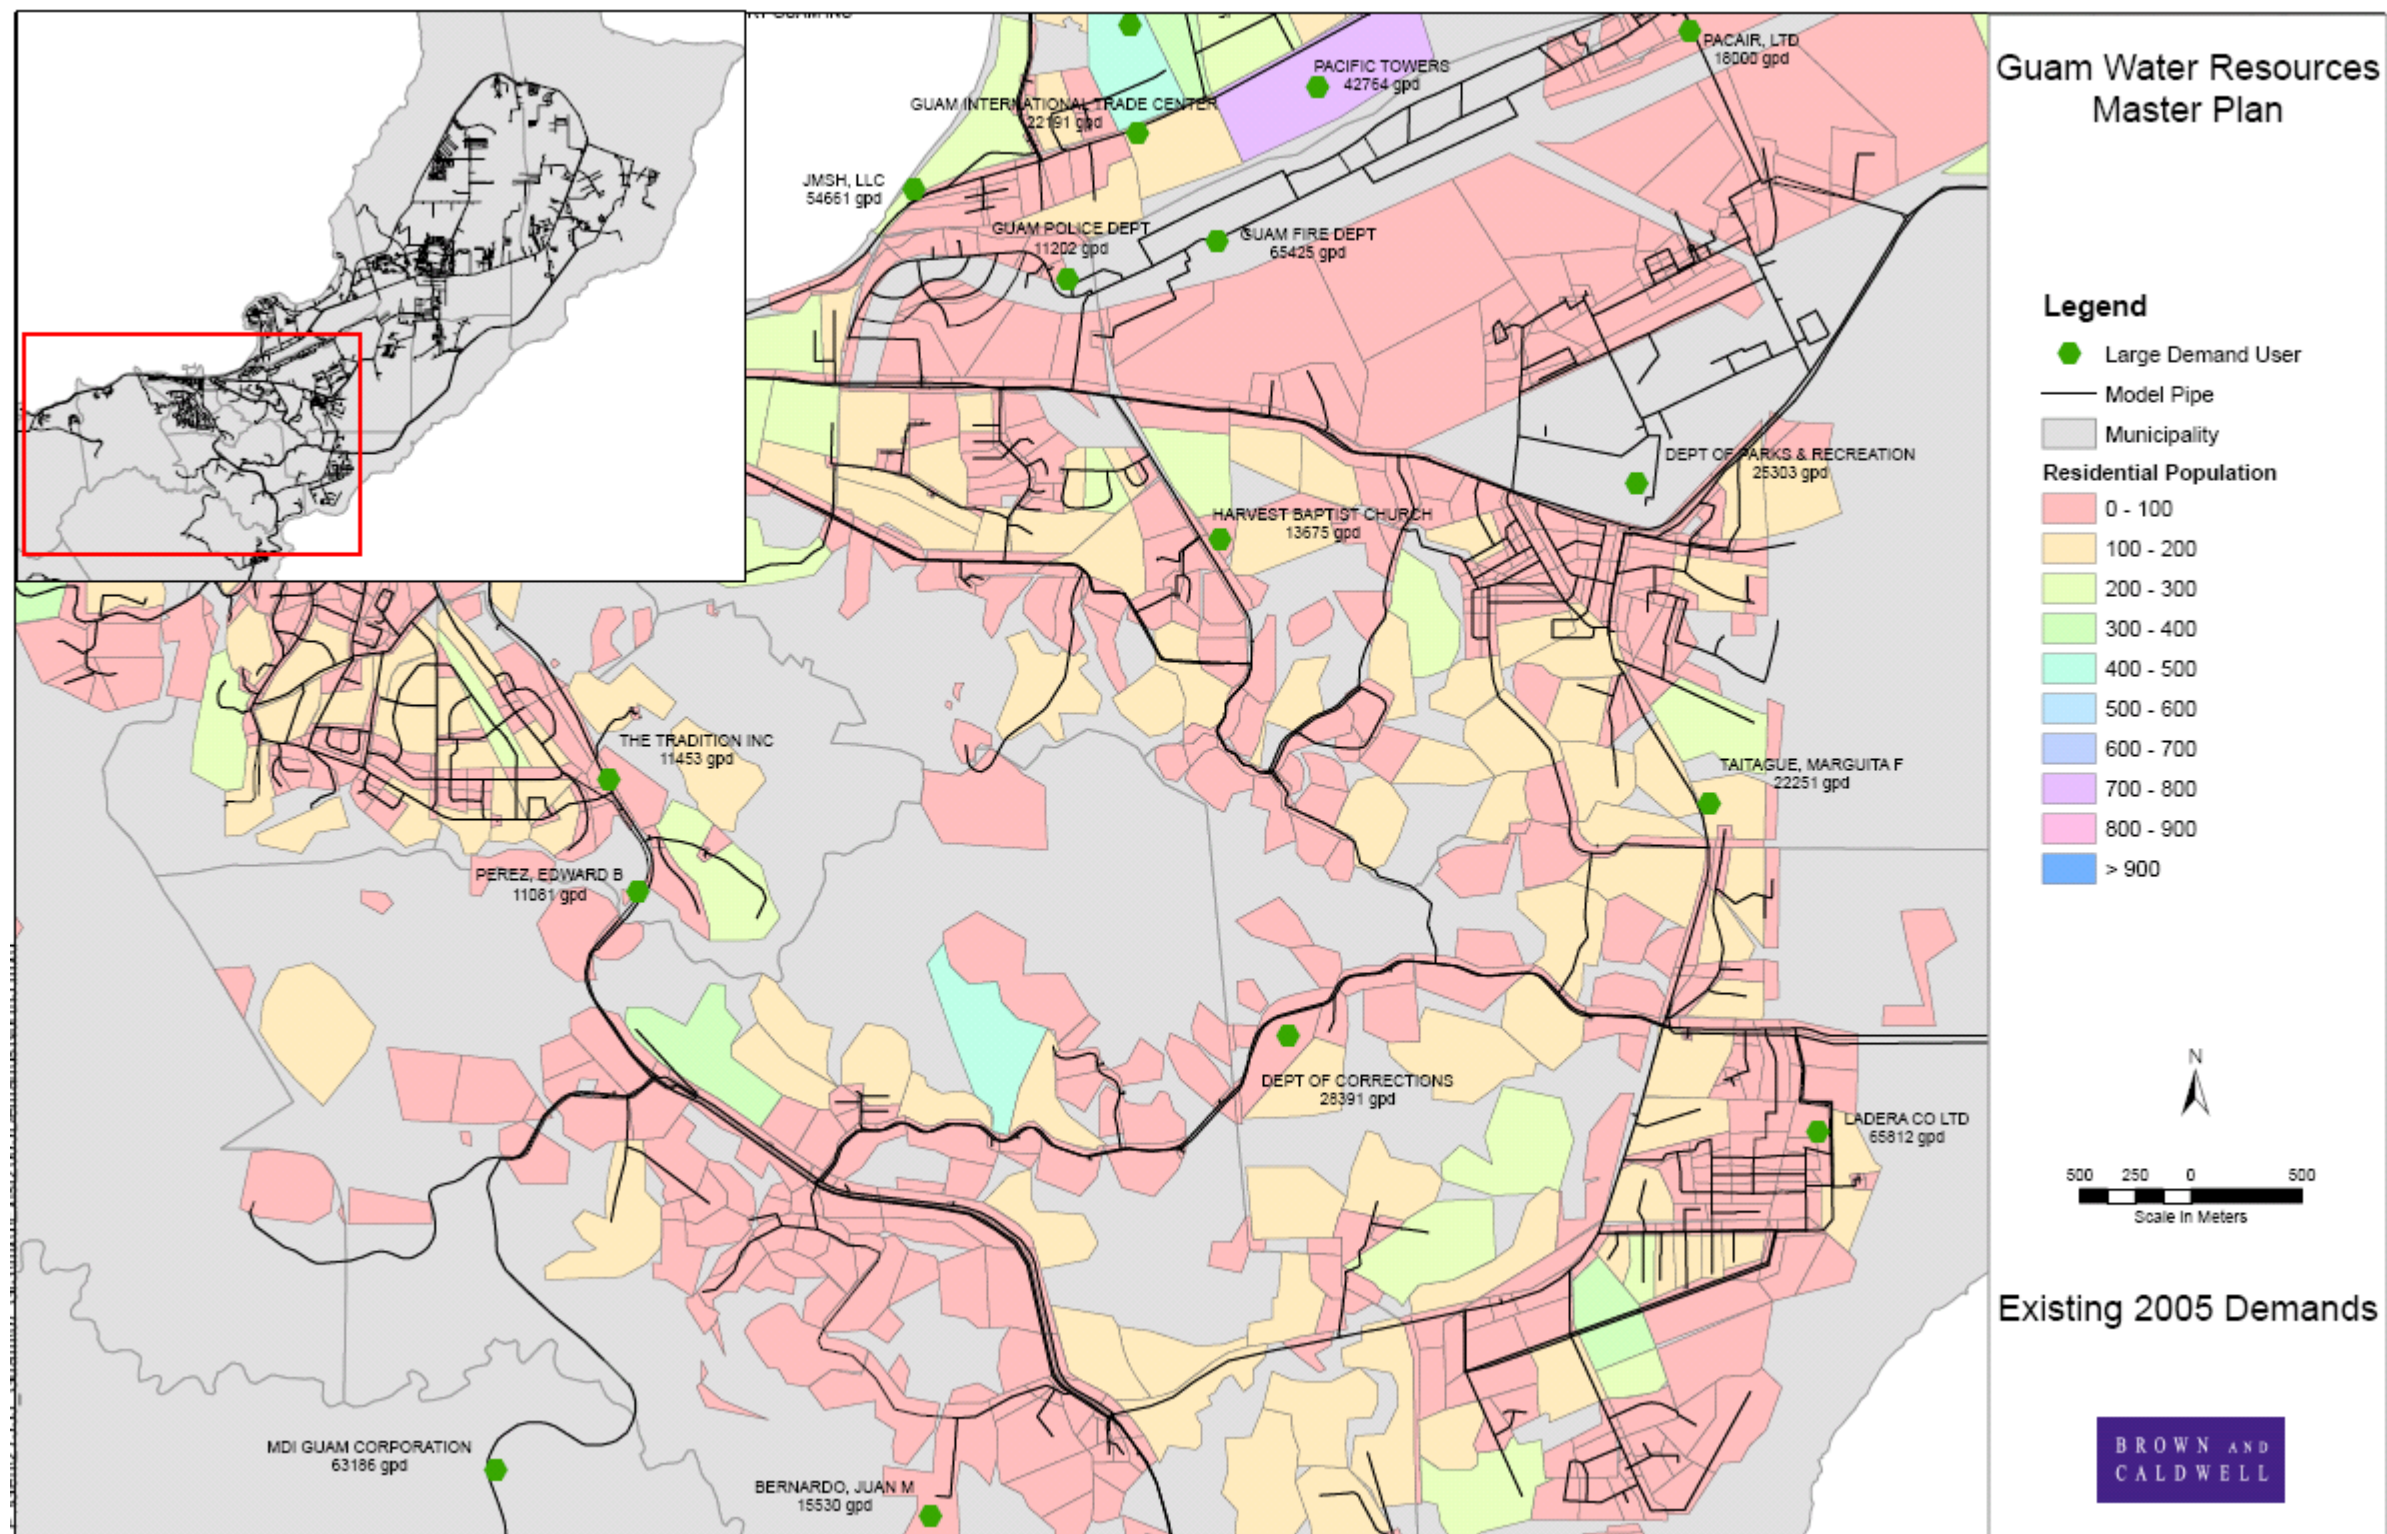 PACAIR, LTD
18000 gpd
PACIFIC TOWERS
42764 gpd
GUAM INTERNATIONAL TRADE CENTER
22191 gpd
JMSH, LLC
54661 gpd
GUAM POLICE DEPT
11202 gpd
GUAM FIRE DEPT
65425 gpd
DEPT OF PARKS & RECREATION
25303 gpd
HARVEST BAPTIST CHURCH
13675 gpd
THE TRADITION INC
11453 gpd
TAITAGUE, MARGUITA F
22251 gpd
PEREZ, EDWARD B
11081 gpd
DEPT OF CORRECTIONS
28391 gpd
LADERA CO LTD
65812 gpd
MDI GUAM CORPORATION
63186 gpd
BERNARDO, JUAN M
15530 gpd
Guam Water Resources
Master Plan
Legend
Large Demand User
Model Pipe
Municipality
Residential Population
0 - 100
100 - 200
200 - 300
300 - 400
400 - 500
500 - 600
600 - 700
700 - 800
800 - 900
> 900
N
500 250 0 500
Scale In Meters
Existing 2005 Demands
BROWN AND
CALDWELL